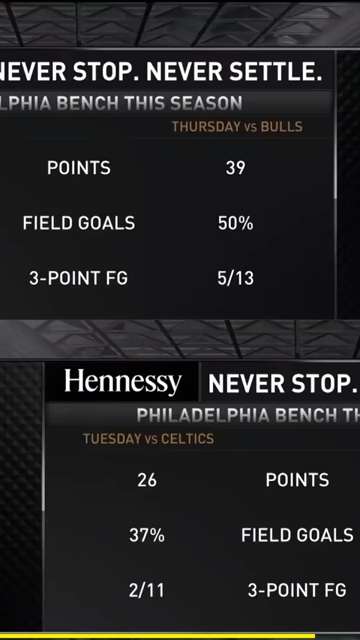 NEVER STOP. NEVER SETTLE.
LPHIA BENCH THIS SEASON
THURSDAY vs BULLS
POINTS 39
FIELD GOALS 50%
3-POINT FG 5/13
Hennessy NEVER STOP.
PHILADELPHIA BENCH TH
TUESDAY vs CELTICS
26 POINTS
37% FIELD GOALS
2/11 3-POINT FG